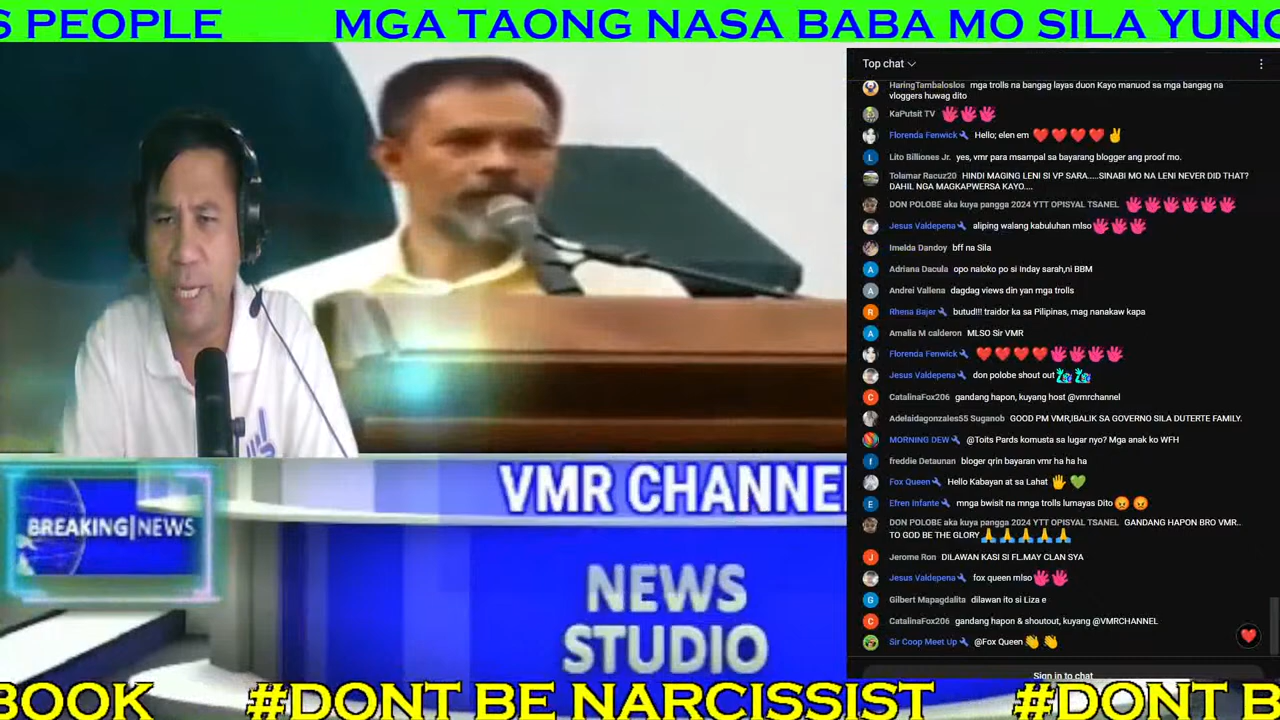 S PEOPLE MGA TAONG NASA BABA MO SILA YUNG
Top chat
HaringTambaloslos mga trolls na bangag layas duon Kayo manuod sa mga bangag na
vloggers huwag dito
KaPutsit TV
Florenda Fenwick Hello; elen em ❤️❤️❤️❤️✌️
Lito Billiones Jr. yes, vmr para msampal sa bayarang blogger ang proof mo.
Tolamar Racuz20 HINDI MAGING LENI SI VP SARA.....SINABI MO NA LENI NEVER DID THAT?
DAHIL NGA MAGKAPWERSA KAYO....
DON POLOBE aka kuya pangga 2024 YTT OPISYAL TSANEL
Jesus Valdepena aliping walang kabuluhan mlso
Imelda Dandoy bff na Sila
A Adriana Dacula opo naloko po si Inday sarah,ni BBM
A Andrei Vallena dagdag views din yan mga trolls
R Rhena Bajer butud!!! traidor ka sa Pilipinas, mag nanakaw kapa
A Amalia M calderon MLSO Sir VMR
Florenda Fenwick ❤️❤️❤️❤️
Jesus Valdepena don polobe shout out
C CatalinaFox206 gandang hapon, kuyang host @vmrchannel
Adelaidagonzales55 Suganob GOOD PM VMR,IBALIK SA GOVERNO SILA DUTERTE FAMILY.
MORNING DEW @Toits Pards komusta sa lugar nyo? Mga anak ko WFH
f freddie Detaunan bloger qrin bayaran vmr ha ha ha
Fox Queen Hello Kabayan at sa Lahat 🖐💚
E Efren Infante mnga bwisit na mnga trolls lumayas Dito 😡😡
DON POLOBE aka kuya pangga 2024 YTT OPISYAL TSANEL GANDANG HAPON BRO VMR..
TO GOD BE THE GLORY🙏🙏🙏🙏🙏
J Jerome Ron DILAWAN KASI SI FL.MAY CLAN SYA
Jesus Valdepena fox queen mlso
G Gilbert Mapagdalita dilawan ito si Liza e
C CatalinaFox206 gandang hapon & shoutout, kuyang @VMRCHANNEL
Sir Coop Meet Up @Fox Queen 👏👏
Sign in to chat
VMR CHANNE
BREAKING|NEWS
NEWS
STUDIO
BOOK #DONT BE NARCISSIST #DONT B